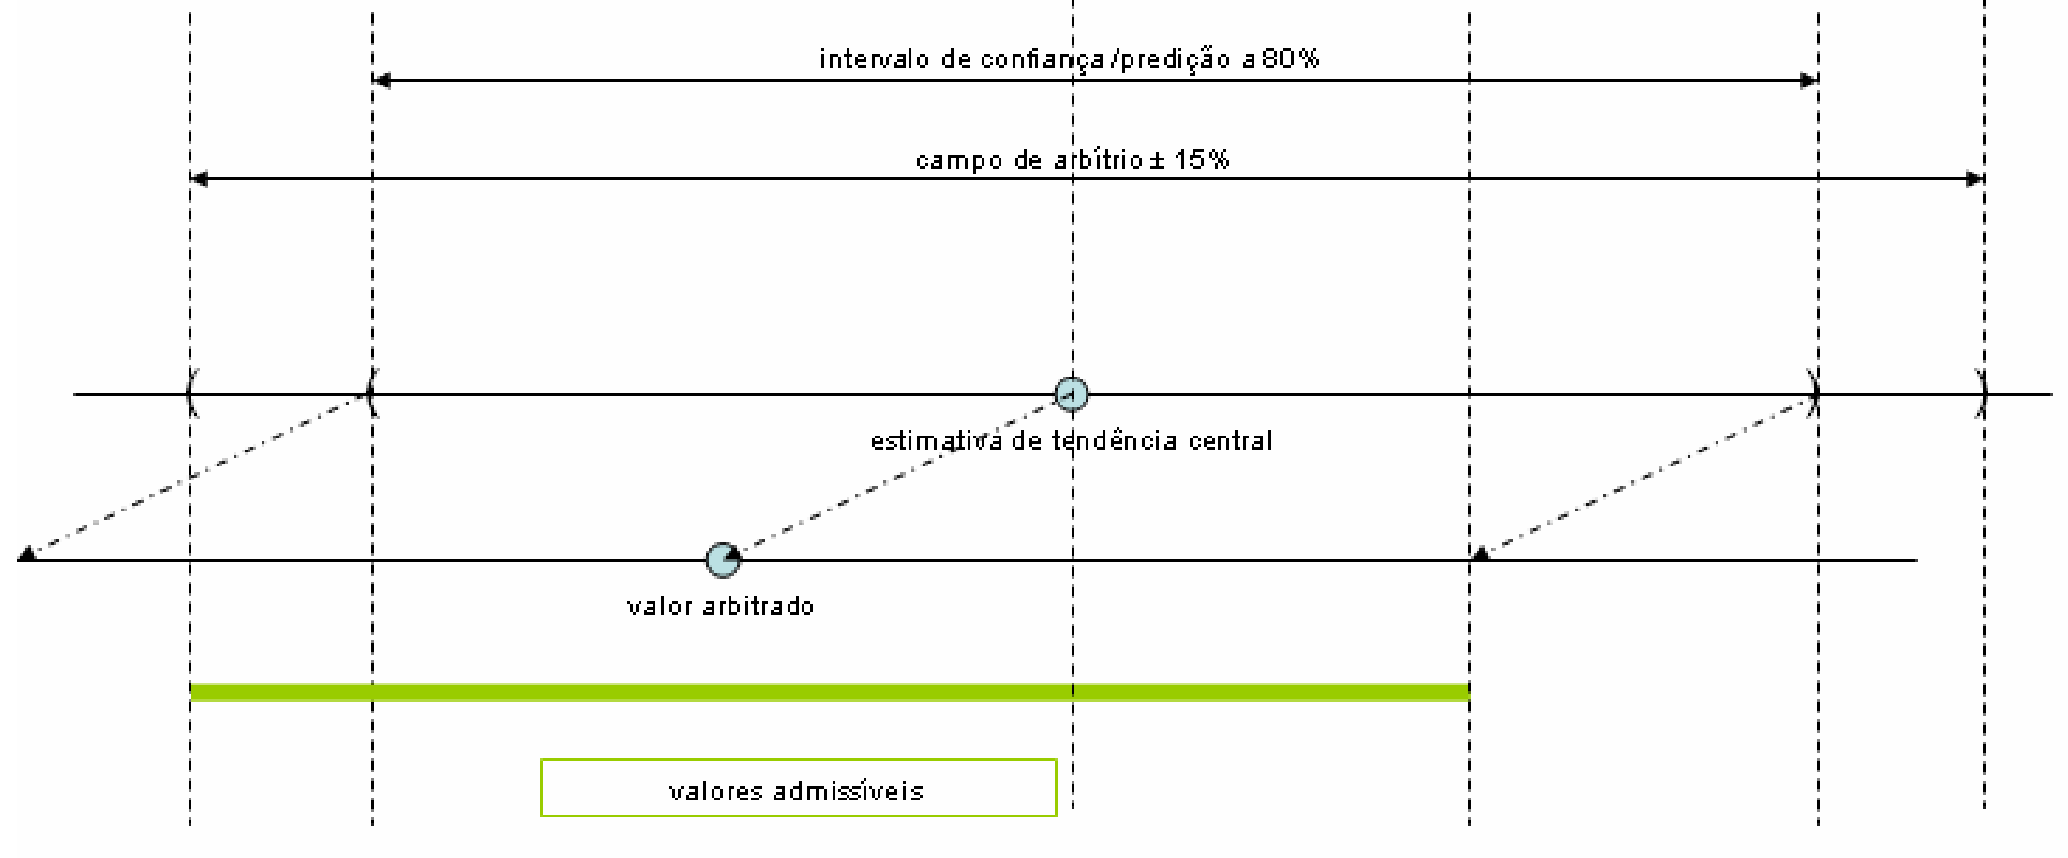 intervalo de confiança/predição a 80%
campo de arbítrio ± 15%
estimativa de tendência central
valor arbitrado
valores admissíveis